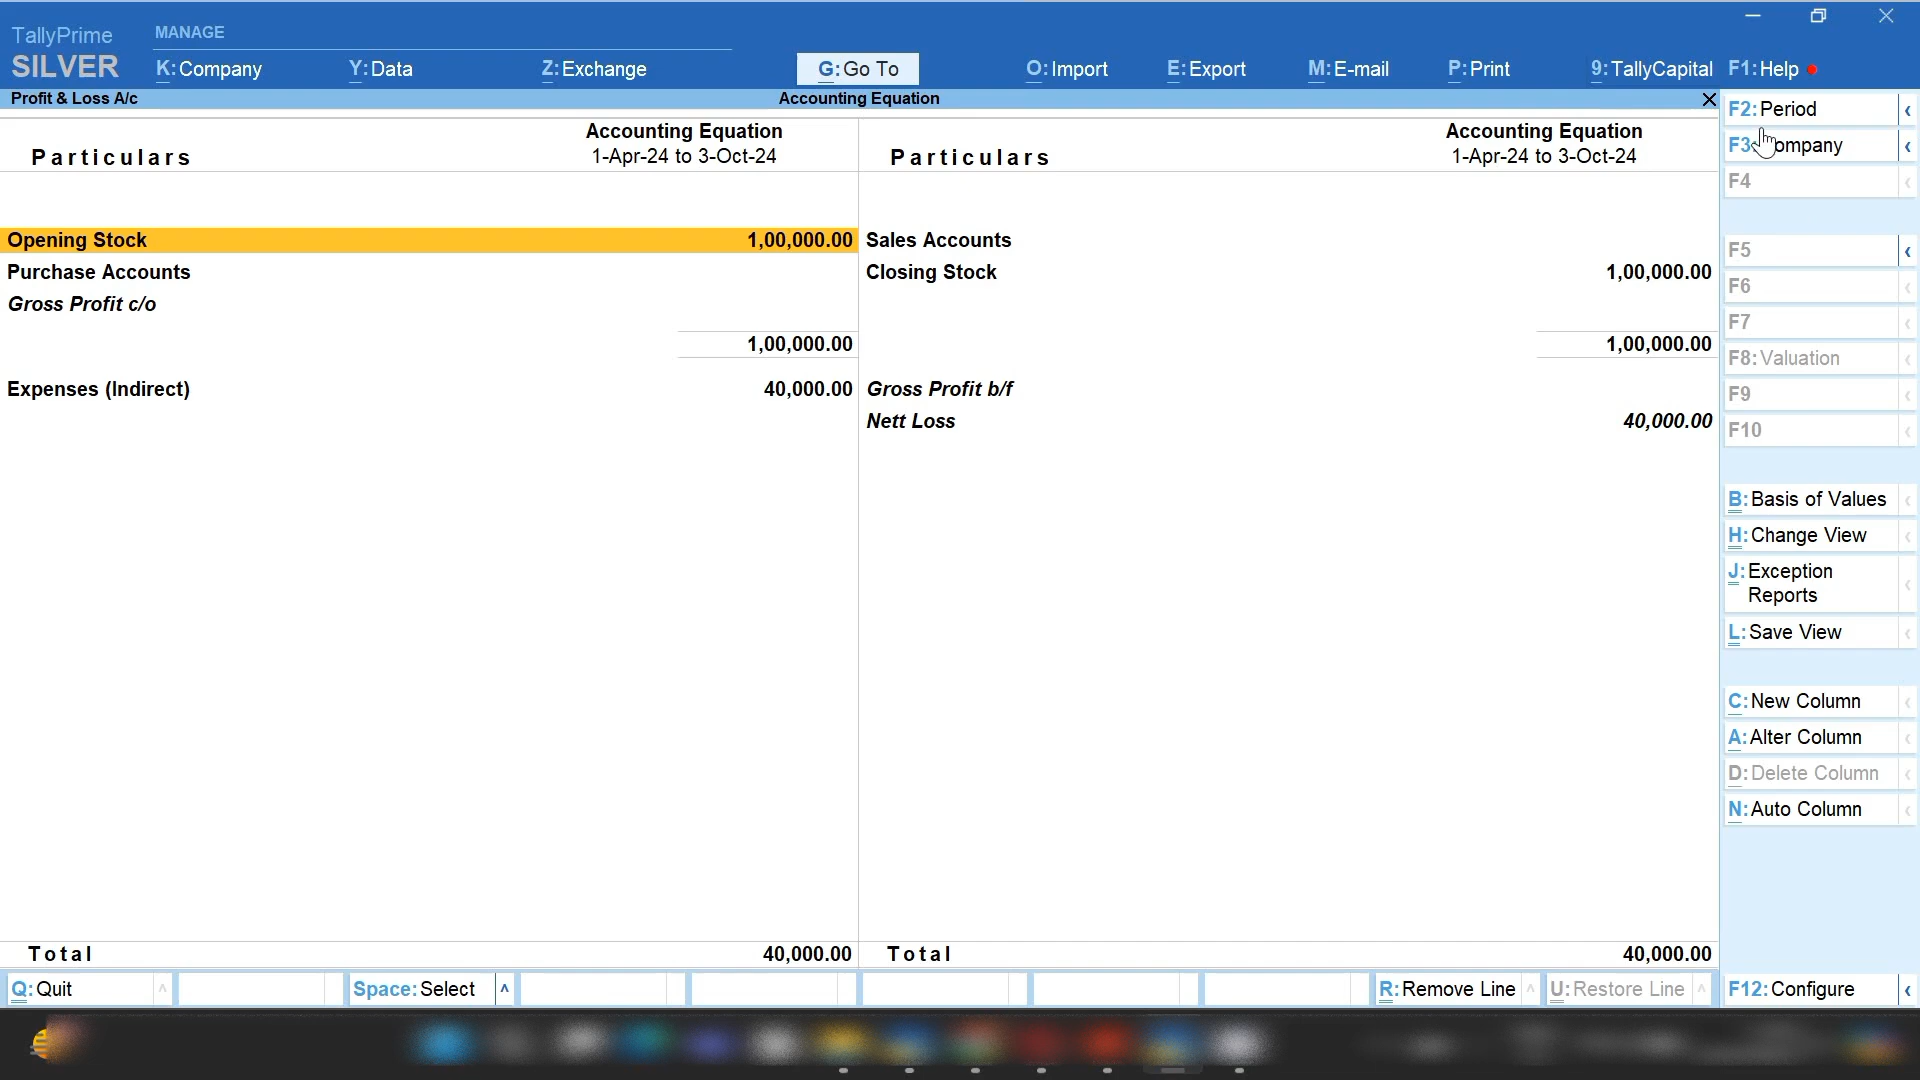 TallyPrime
SILVER
MANAGE
K: Company
Y: Data
Z: Exchange
G: Go To
O: Import
E: Export
M: E-mail
P: Print
9: TallyCapital
F1: Help
Profit & Loss A/c
Accounting Equation
Particulars
Accounting Equation
1-Apr-24 to 3-Oct-24
Particulars
Accounting Equation
1-Apr-24 to 3-Oct-24
Opening Stock 1,00,000.00
Sales Accounts
Purchase Accounts
Closing Stock 1,00,000.00
Gross Profit c/o
1,00,000.00
1,00,000.00
Expenses (Indirect) 40,000.00
Gross Profit b/f
Nett Loss 40,000.00
Total 40,000.00
Total 40,000.00
F2: Period
F3: ompany
F4
F5
F6
F7
F8: Valuation
F9
F10
B: Basis of Values
H: Change View
J: Exception
Reports
L: Save View
C: New Column
A: Alter Column
D: Delete Column
N: Auto Column
Q: Quit
Space: Select
R: Remove Line
U: Restore Line
F12: Configure